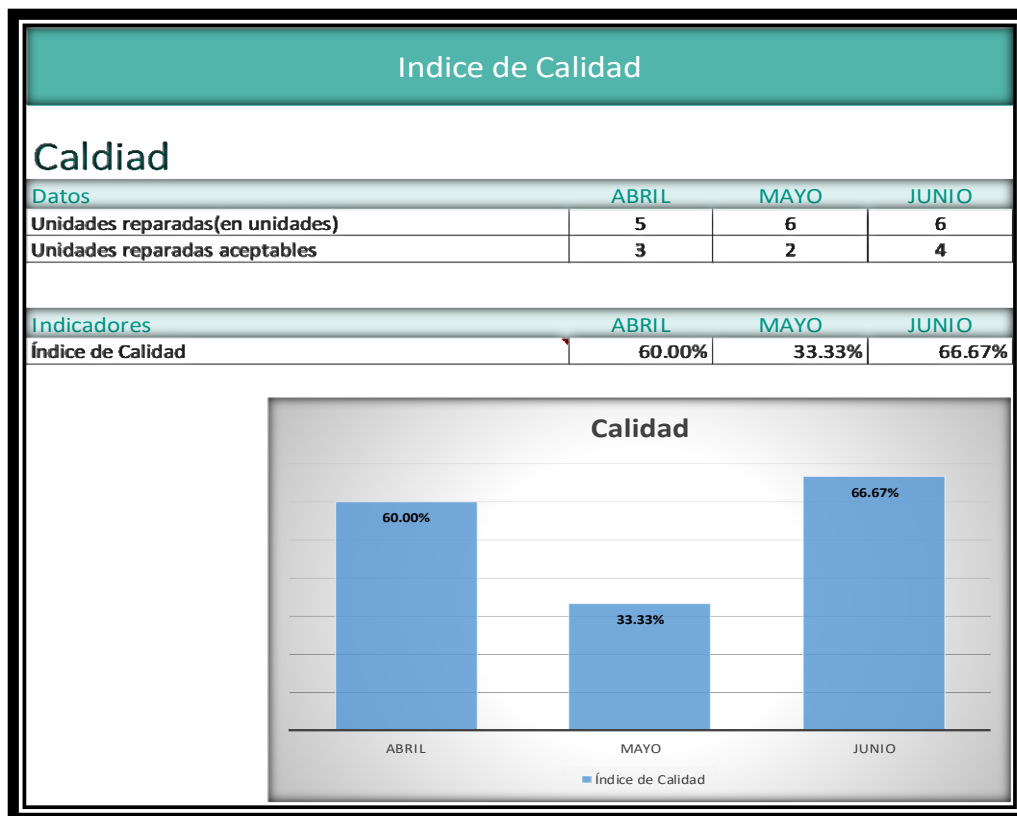 Indice de Calidad
Caldiad
Datos ABRIL MAYO JUNIO
Unidades reparadas(en unidades) 5 6 6
Unidades reparadas aceptables 3 2 4
Indicadores ABRIL MAYO JUNIO
Índice de Calidad 60.00% 33.33% 66.67%
Calidad
66.67%
60.00%
33.33%
ABRIL MAYO JUNIO
Índice de Calidad